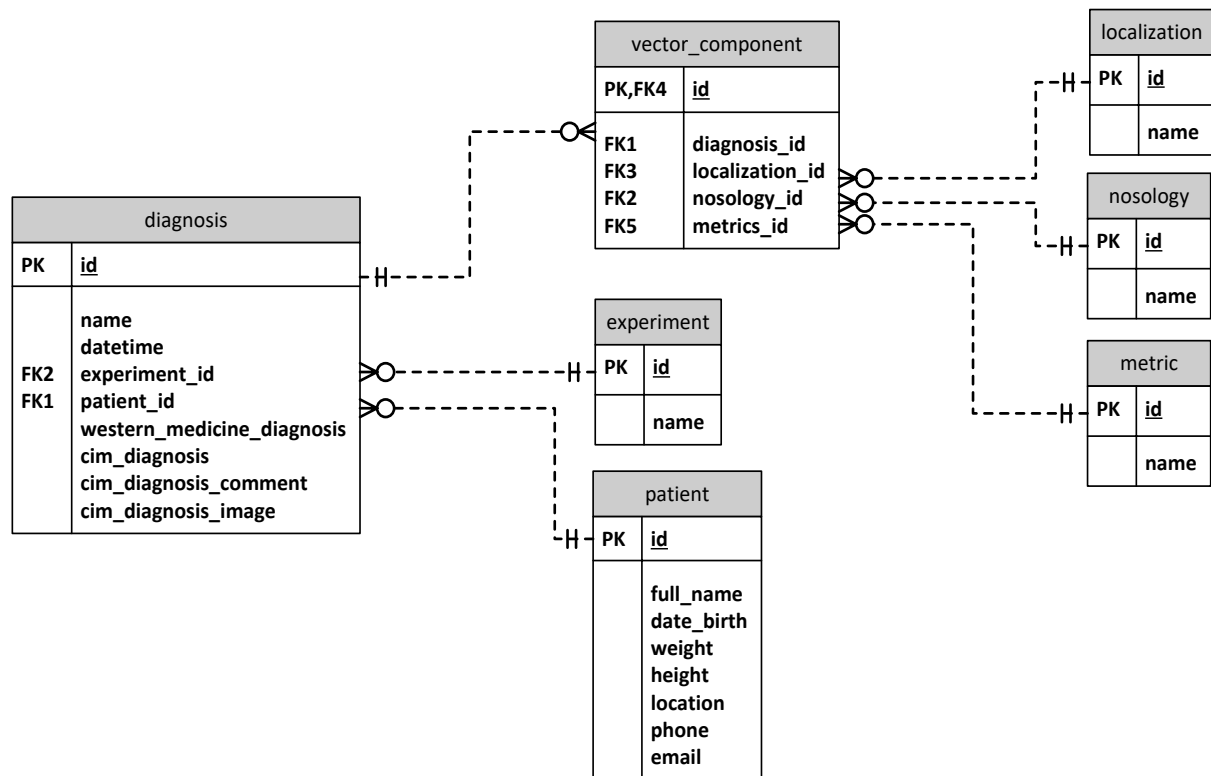 vector_component
PK,FK4 id
FK1 diagnosis_id
FK3 localization_id
FK2 nosology_id
FK5 metrics_id
localization
PK id
name
nosology
PK id
name
metric
PK id
name
diagnosis
PK id
name
datetime
FK2 experiment_id
FK1 patient_id
western_medicine_diagnosis
cim_diagnosis
cim_diagnosis_comment
cim_diagnosis_image
experiment
PK id
name
patient
PK id
full_name
date_birth
weight
height
location
phone
email